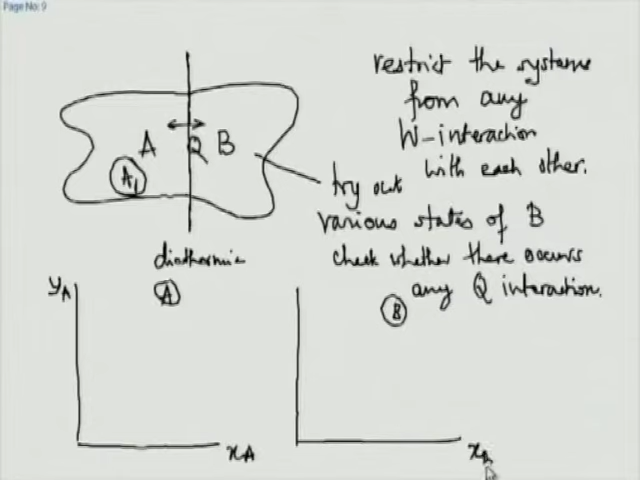 Page No: 9
restrict the systems
from any
W-interaction
with each other.
A Q B
A1
try out
various states of B
diathermic
check whether there occurs
any Q interaction.
yA
A
B
xA
xB